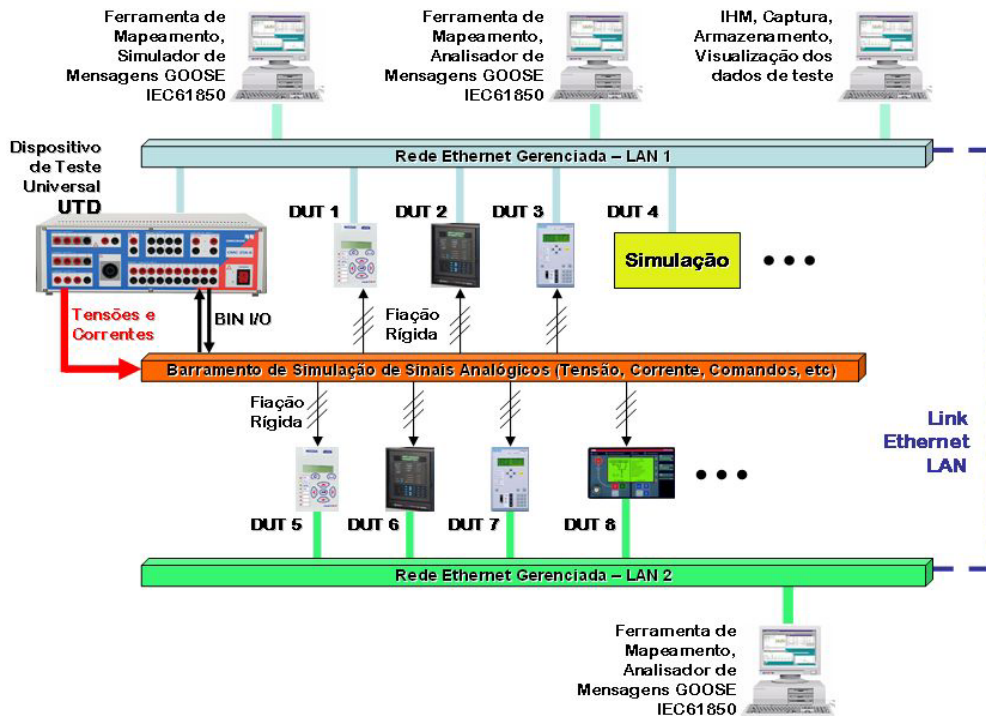 Ferramenta de
Mapeamento,
Simulador de
Mensagens GOOSE
IEC61850
Ferramenta de
Mapeamento,
Analisador de
Mensagens GOOSE
IEC61850
IHM, Captura,
Armazenamento,
Visualização dos
dados de teste
Rede Ethernet Gerenciada – LAN 1
Dispositivo
de Teste
Universal
UTD
DUT 1
DUT 2
DUT 3
DUT 4
Simulação
Tensões e
Correntes
BIN I/O
Fiação
Rígida
Barramento de Simulação de Sinais Analógicos (Tensão, Corrente, Comandos, etc)
Fiação
Rígida
Link
Ethernet
LAN
DUT 5
DUT 6
DUT 7
DUT 8
Rede Ethernet Gerenciada – LAN 2
Ferramenta de
Mapeamento,
Analisador de
Mensagens GOOSE
IEC61850